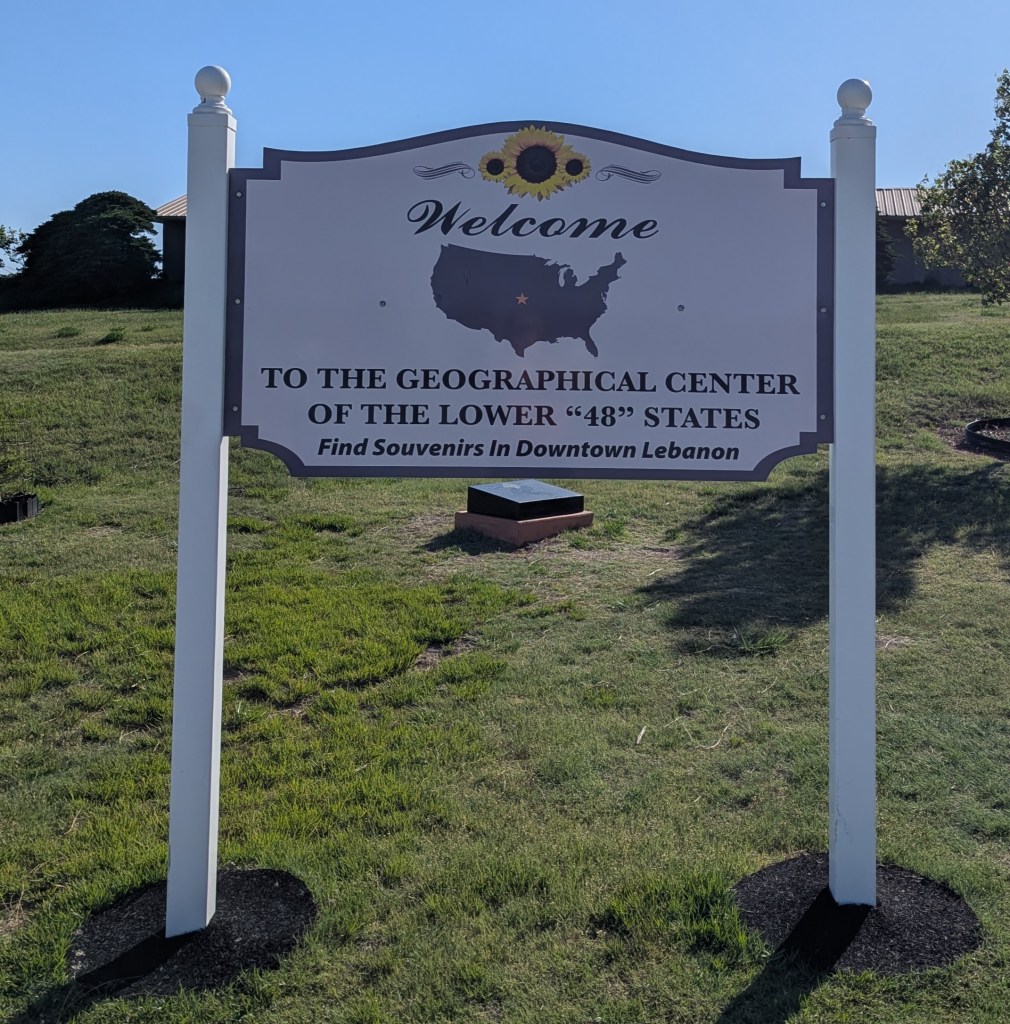 Welcome
TO THE GEOGRAPHICAL CENTER
OF THE LOWER “48” STATES
Find Souvenirs In Downtown Lebanon